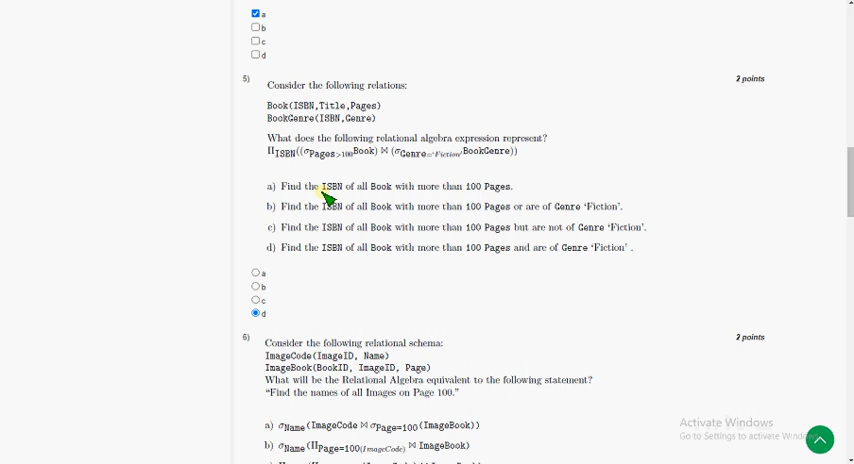 a
b
c
d
5)
2 points
Consider the following relations:
Book(ISBN,Title,Pages)
BookGenre(ISBN,Genre)
What does the following relational algebra expression represent?
ΠISBN((σPages>100Book) ⋈ (σGenre='Fiction'BookGenre))
a) Find the ISBN of all Book with more than 100 Pages.
b) Find the ISBN of all Book with more than 100 Pages or are of Genre ‘Fiction’.
c) Find the ISBN of all Book with more than 100 Pages but are not of Genre ‘Fiction’.
d) Find the ISBN of all Book with more than 100 Pages and are of Genre ‘Fiction’ .
a
b
c
d
6)
2 points
Consider the following relational schema:
ImageCode(ImageID, Name)
ImageBook(BookID, ImageID, Page)
What will be the Relational Algebra equivalent to the following statement?
“Find the names of all Images on Page 100.”
a) σName(ImageCode ⋈ σPage=100(ImageBook))
b) σName(ΠPage=100(ImageCode) ⋈ ImageBook)
Activate Windows
Go to Settings to activate Windows.